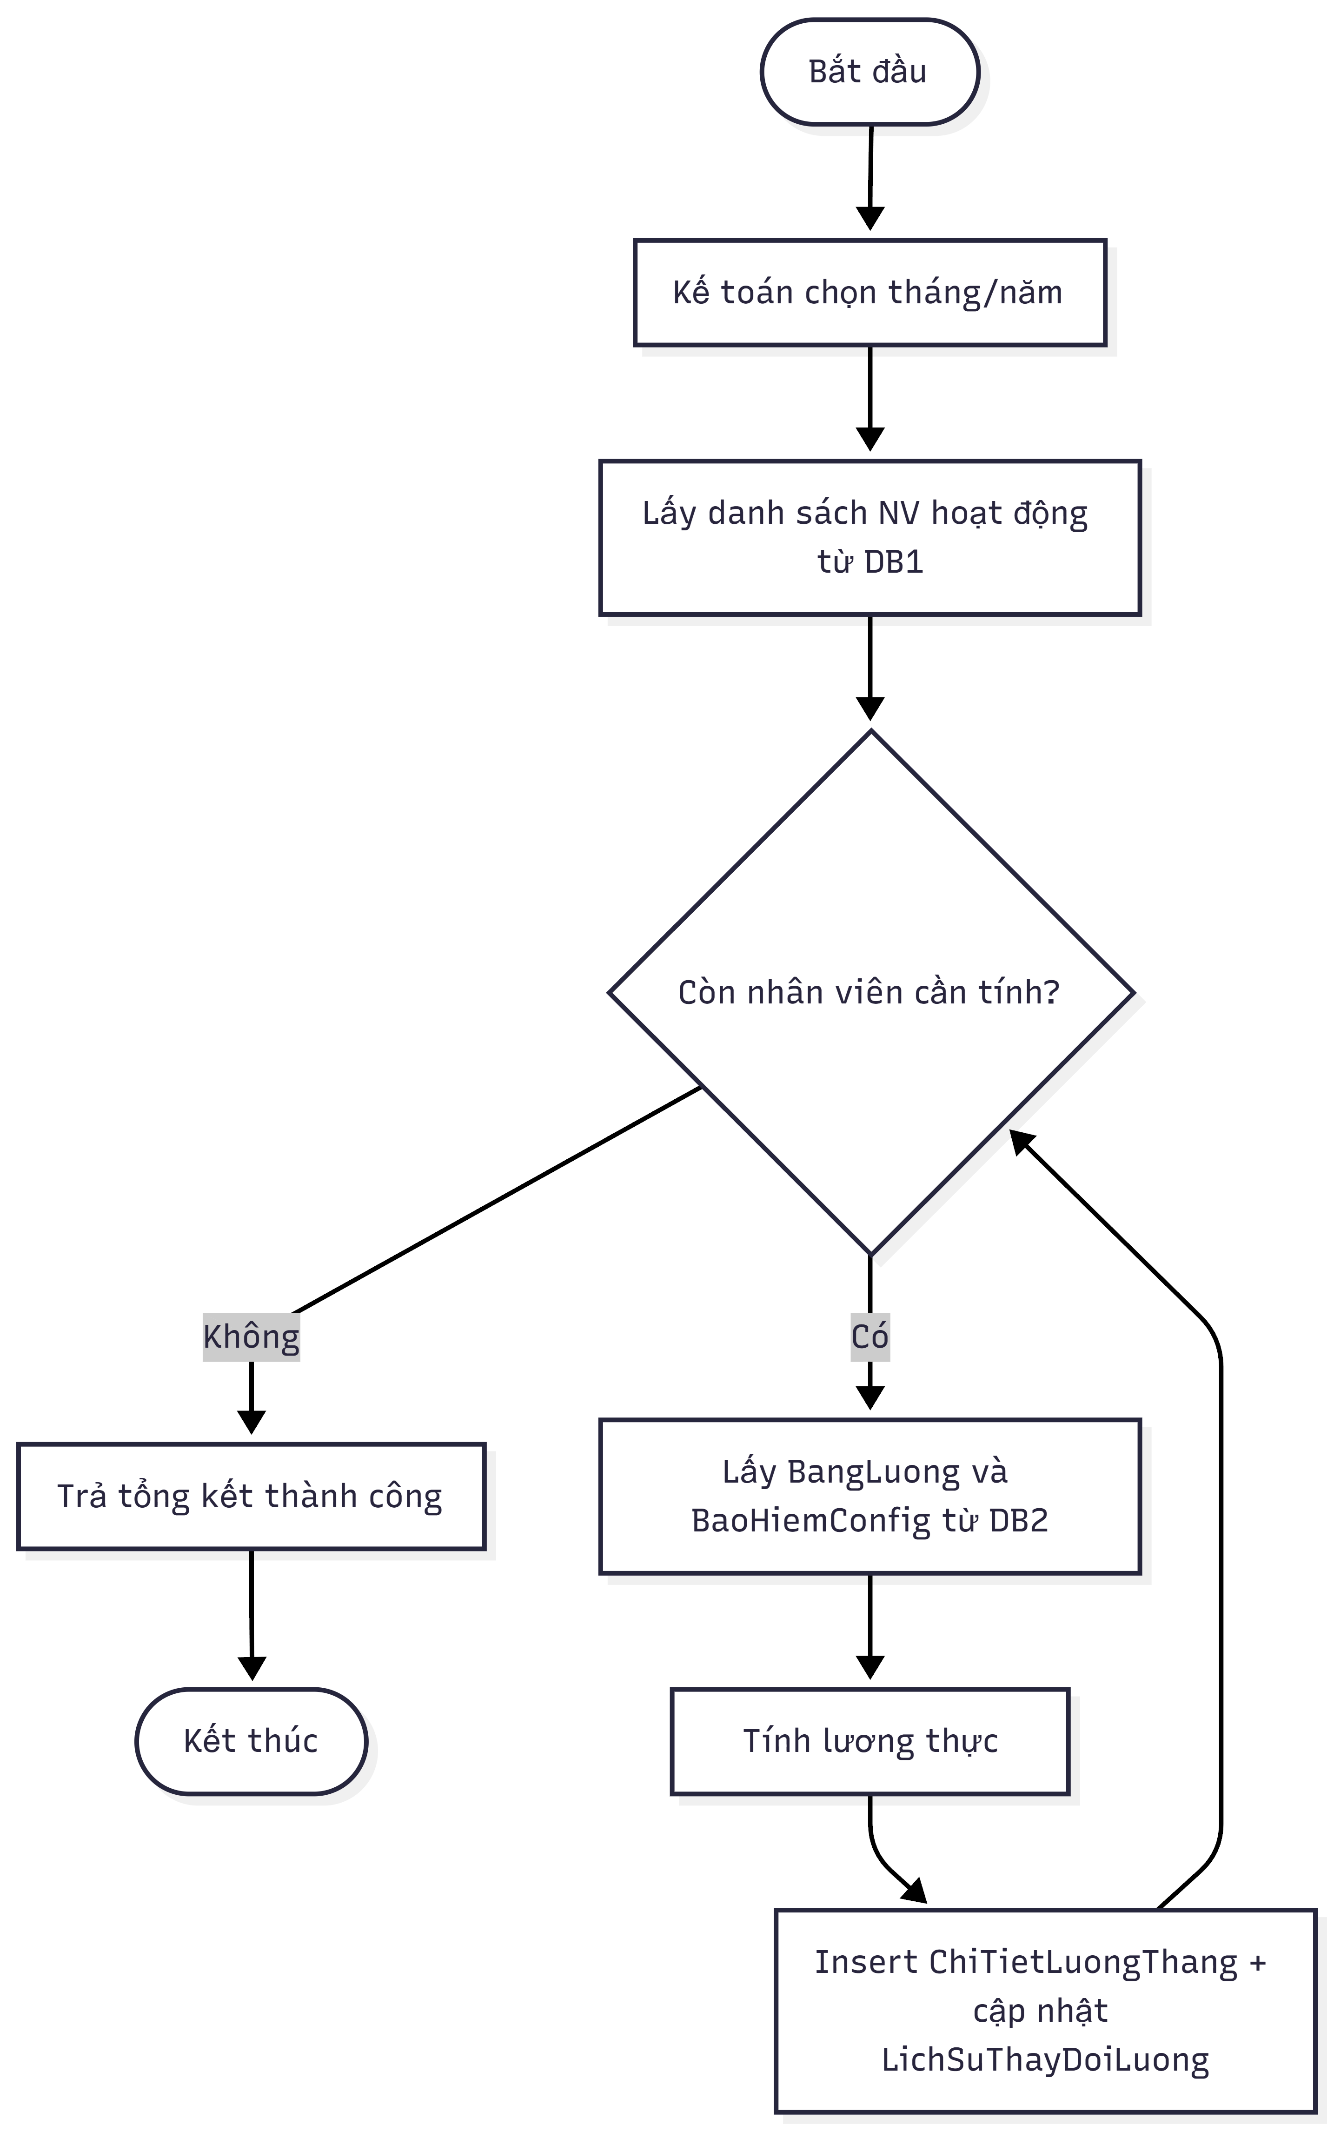 Bắt đầu
Kế toán chọn tháng/năm
Lấy danh sách NV hoạt động
từ DB1
Còn nhân viên cần tính?
Không
Có
Trả tổng kết thành công
Lấy BangLuong và
BaoHiemConfig từ DB2
Kết thúc
Tính lương thực
Insert ChiTietLuongThang +
cập nhật
LichSuThayDoiLuong